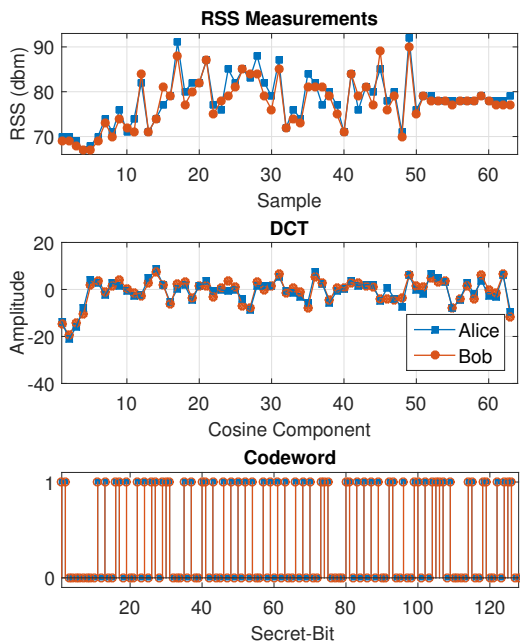 RSS Measurements
90
80
70
RSS (dbm)
10 20 30 40 50 60
Sample
DCT
20
0
-20
-40
Amplitude
Alice
Bob
10 20 30 40 50 60
Cosine Component
Codeword
1
0
20 40 60 80 100 120
Secret-Bit